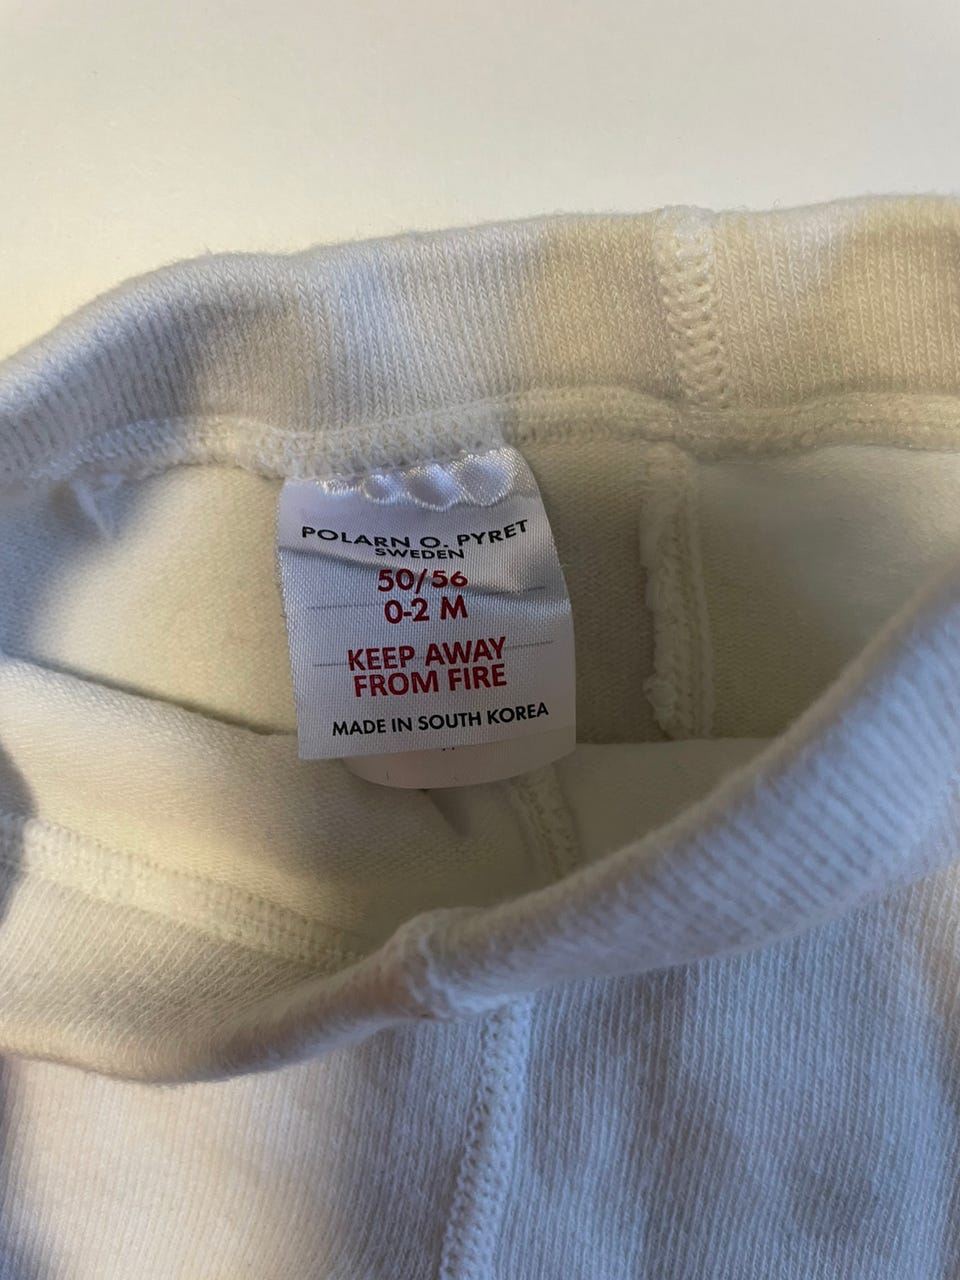 POLARN O. PYRET
SWEDEN
50/56
0-2 M
KEEP AWAY
FROM FIRE
MADE IN SOUTH KOREA